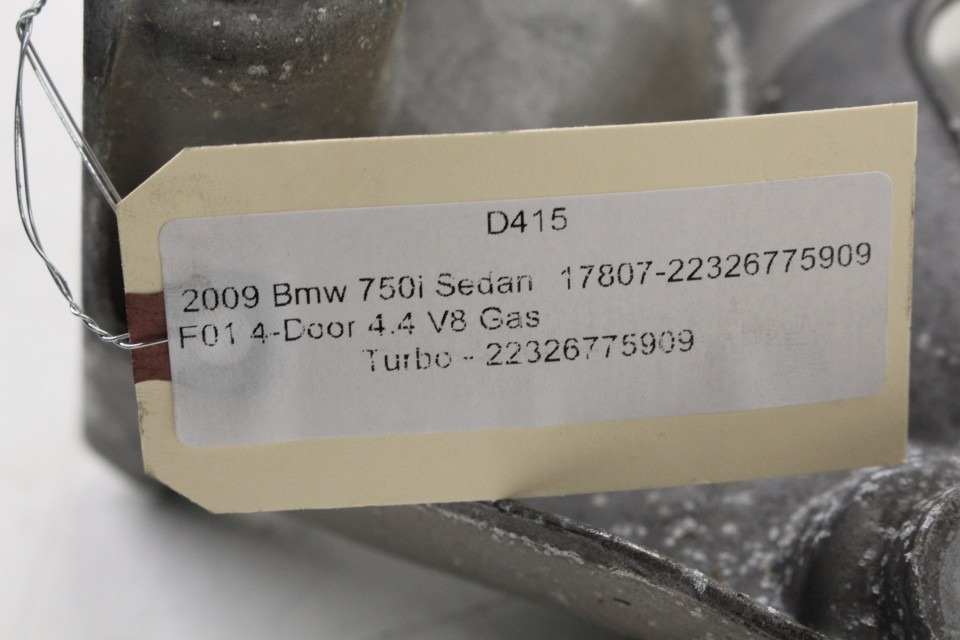 D415
2009 Bmw 750i Sedan 17807-22326775909
F01 4-Door 4.4 V8 Gas
Turbo - 22326775909